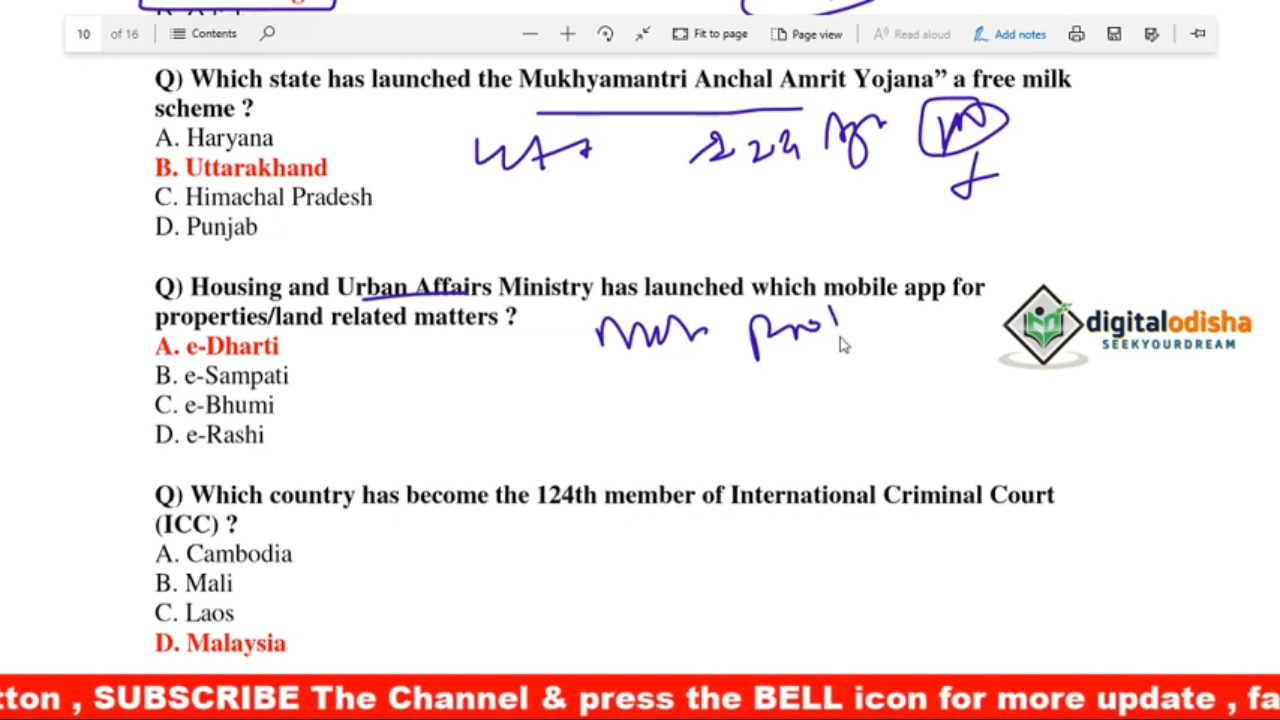 10 of 16 Contents Fit to page Page view Read aloud Add notes
Q) Which state has launched the Mukhyamantri Anchal Amrit Yojana” a free milk
scheme ?
A. Haryana
B. Uttarakhand
C. Himachal Pradesh
D. Punjab
Q) Housing and Urban Affairs Ministry has launched which mobile app for
properties/land related matters ?
A. e-Dharti
B. e-Sampati
C. e-Bhumi
D. e-Rashi
digitalodisha
SEEKYOURDREAM
Q) Which country has become the 124th member of International Criminal Court
(ICC) ?
A. Cambodia
B. Mali
C. Laos
D. Malaysia
tton , SUBSCRIBE The Channel & press the BELL icon for more update , fa